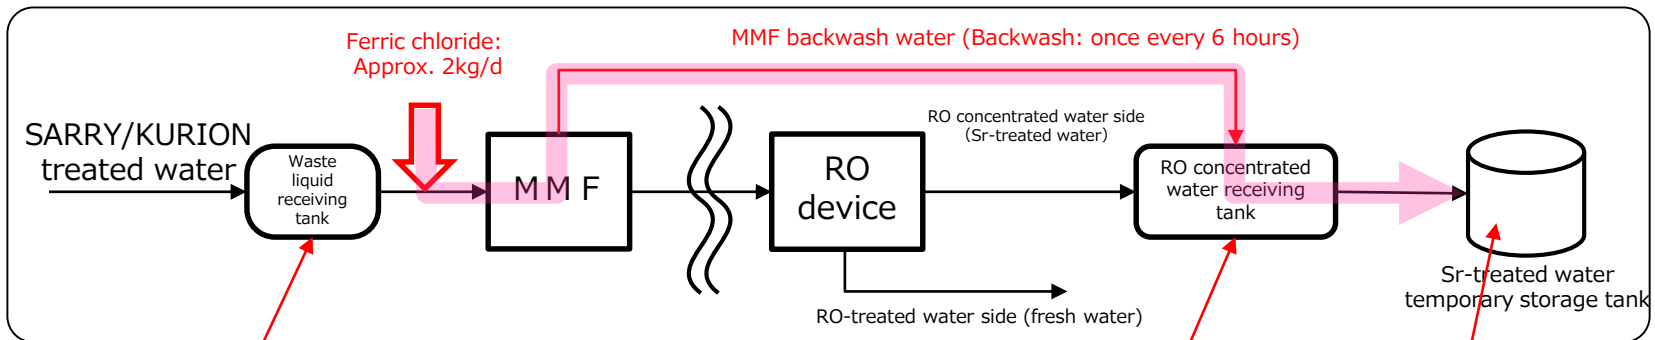 Ferric chloride:
Approx. 2kg/d
MMF backwash water (Backwash: once every 6 hours)
SARRY/KURION
treated water
Waste
liquid
receiving
tank
MMF
RO
device
RO concentrated water side
(Sr-treated water)
RO concentrated
water receiving
tank
RO-treated water side (fresh water)
Sr-treated water
temporary storage tank